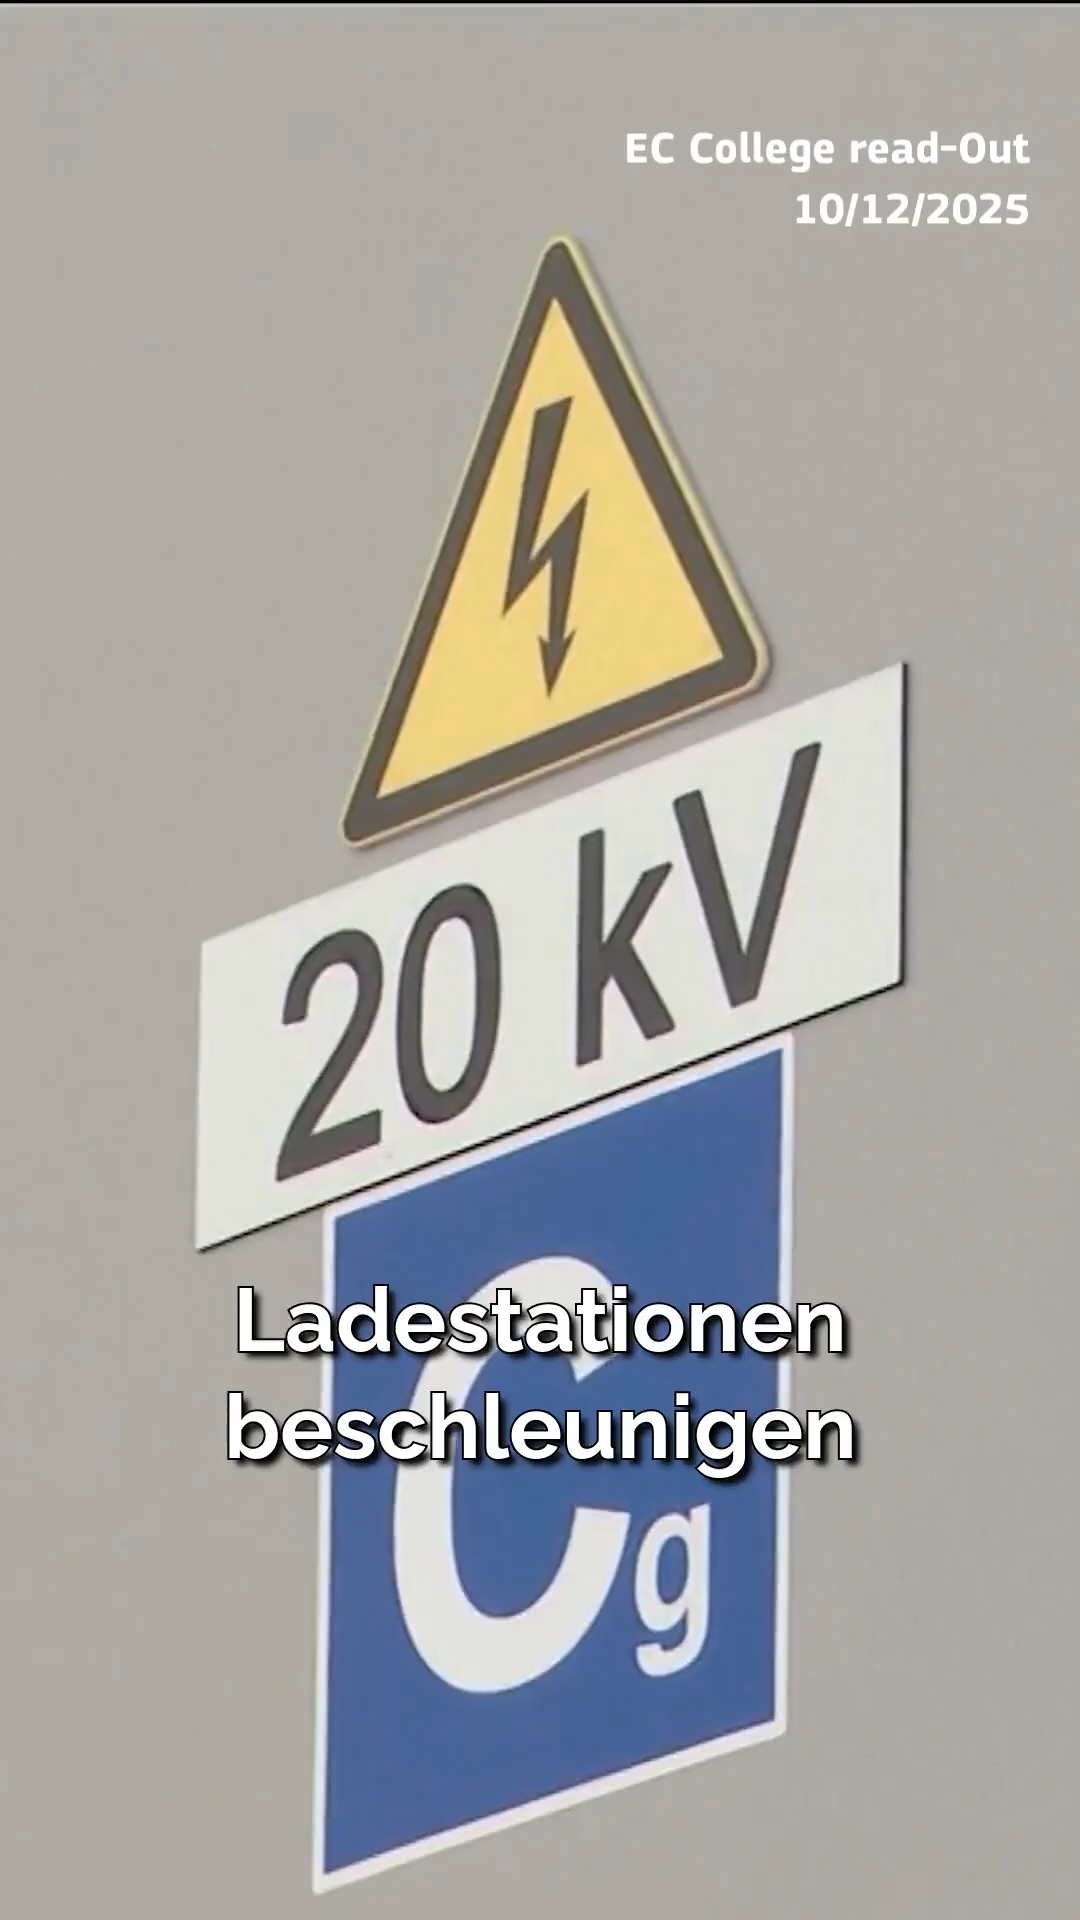 EC College read-Out
10/12/2025
20 kV
Ladestationen
beschleunigen
Cg